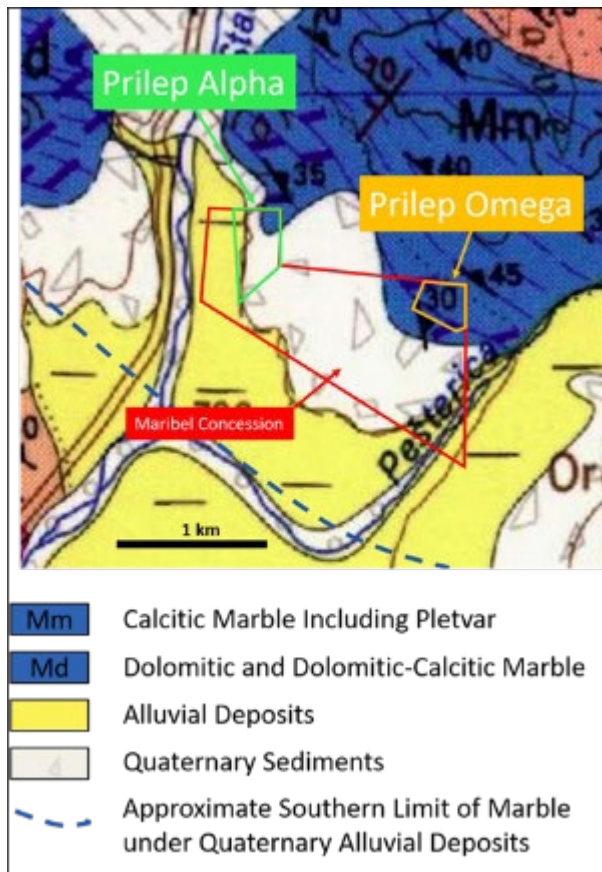 Prilep Alpha
40
70
Mm
35
40
Prilep Omega
45
30
Pesterica
Maribel Concession
Or
1 km
Mm Calcitic Marble Including Pletvar
Md Dolomitic and Dolomitic-Calcitic Marble
Alluvial Deposits
Quaternary Sediments
Approximate Southern Limit of Marble
under Quaternary Alluvial Deposits